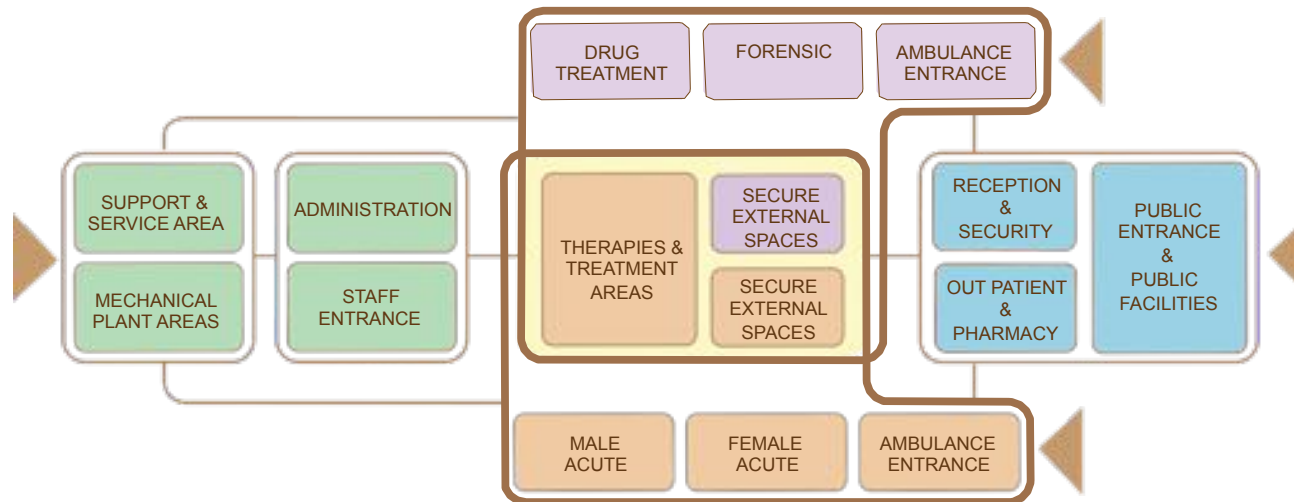 DRUG
TREATMENT
FORENSIC
AMBULANCE
ENTRANCE
SUPPORT &
SERVICE AREA
MECHANICAL
PLANT AREAS
ADMINISTRATION
STAFF
ENTRANCE
THERAPIES &
TREATMENT
AREAS
SECURE
EXTERNAL
SPACES
SECURE
EXTERNAL
SPACES
RECEPTION
&
SECURITY
OUT PATIENT
&
PHARMACY
PUBLIC
ENTRANCE
&
PUBLIC
FACILITIES
MALE
ACUTE
FEMALE
ACUTE
AMBULANCE
ENTRANCE